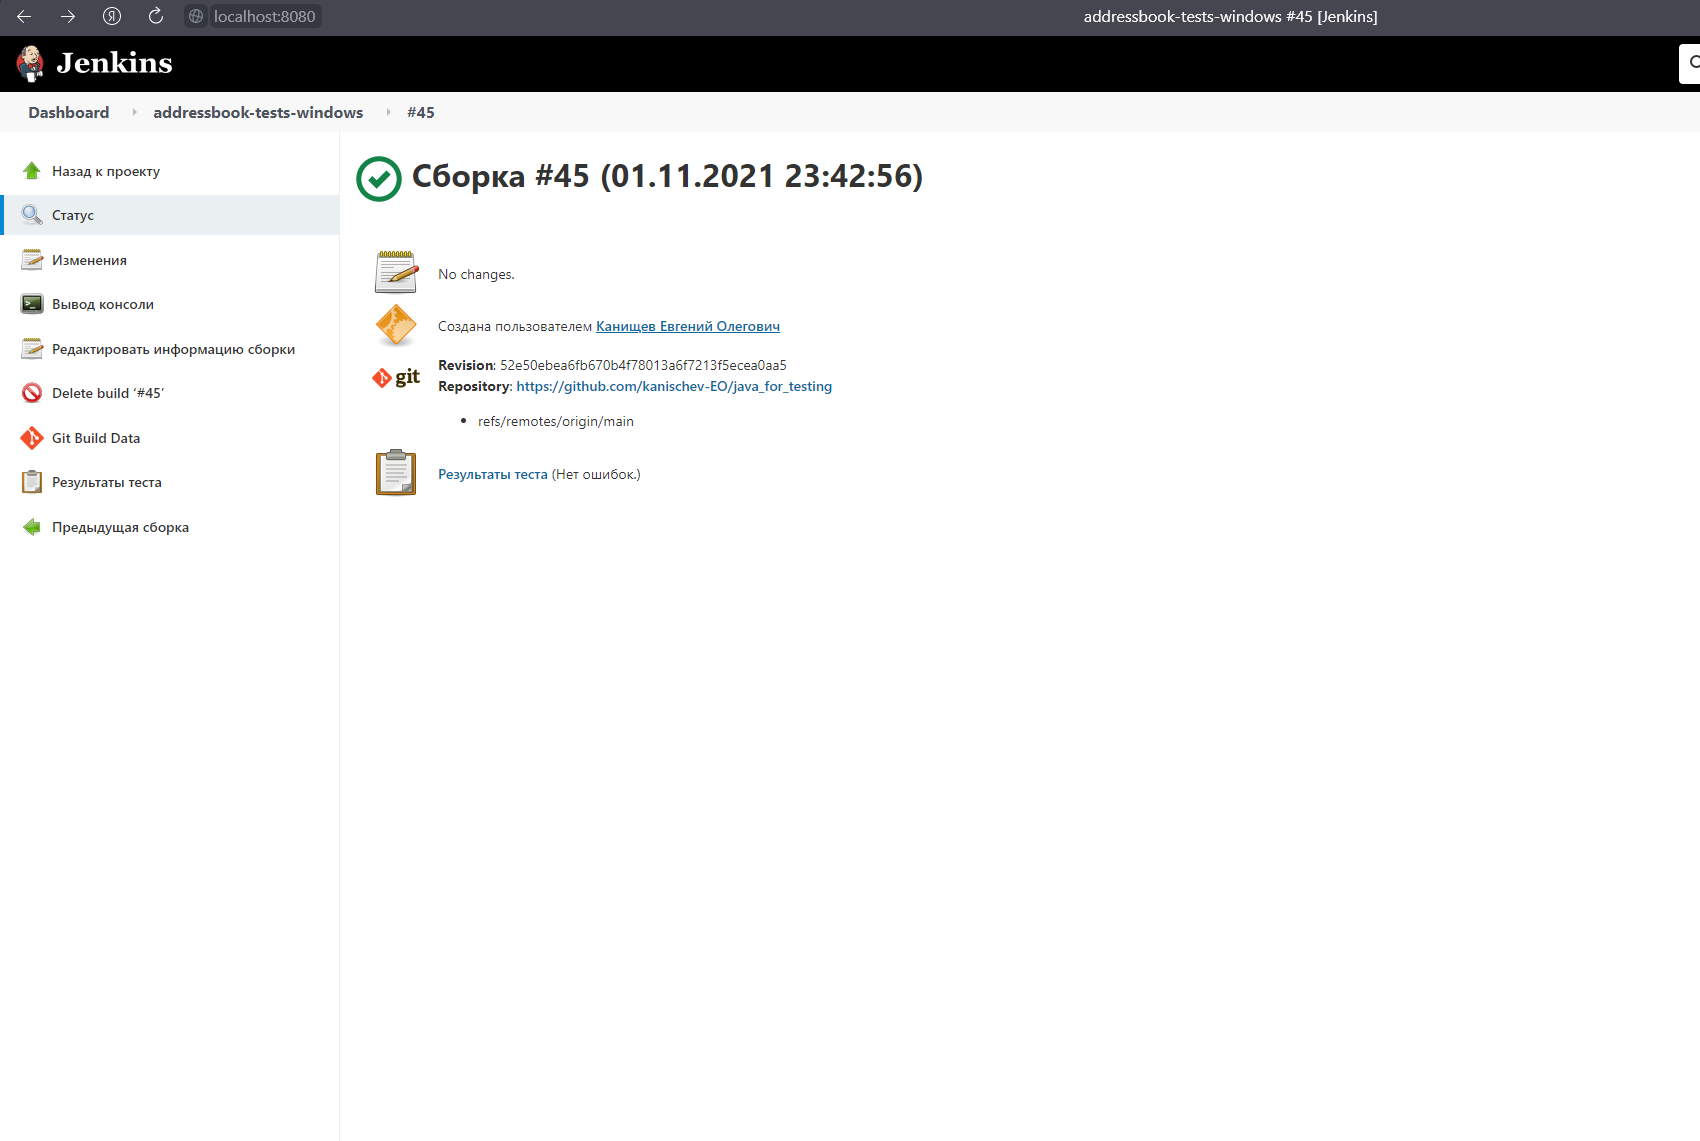 localhost:8080
addressbook-tests-windows #45 [Jenkins]
Jenkins
Dashboard addressbook-tests-windows #45
Назад к проекту
Статус
Изменения
Вывод консоли
Редактировать информацию сборки
Delete build ‘#45’
Git Build Data
Результаты теста
Предыдущая сборка
Сборка #45 (01.11.2021 23:42:56)
No changes.
Создана пользователем Канищев Евгений Олегович
git
Revision: 52e50ebea6fb670b4f78013a6f7213f5ecea0aa5
Repository: https://github.com/kanischev-EO/java_for_testing
refs/remotes/origin/main
Результаты теста (Нет ошибок.)